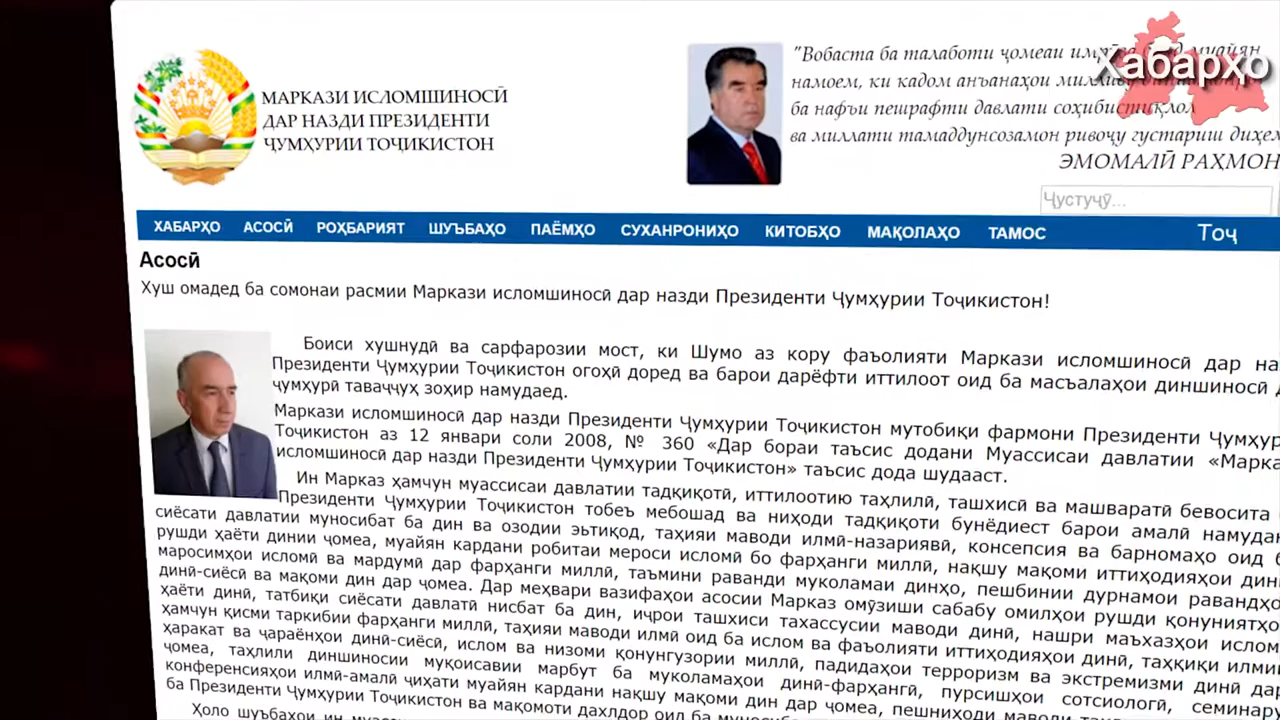 Хабарҳо
МАРКАЗИ ИСЛОМШИНОСӢ
ДАР НАЗДИ ПРЕЗИДЕНТИ
ҶУМҲУРИИ ТОҶИКИСТОН
"Вобаста ба талаботи ҷомеаи имрӯза бояд муайян
намоем, ки кадом анъанаҳои миллӣ
ба нафъи пешрафти давлати соҳибистиқлол
ва миллати тамаддунсозамон ривоҷу густариш диҳем
ЭМОМАЛӢ РАҲМОН
Ҷустуҷӯ...
ХАБАРҲО АСОСӢ РОҲБАРИЯТ ШУЪБАҲО ПАЁМҲО СУХАНРОНИҲО КИТОБҲО МАҚОЛАҲО ТАМОС Тоҷ
Асосӣ
Хуш омадед ба сомонаи расмии Маркази исломшиносӣ дар назди Президенти Ҷумҳурии Тоҷикистон!
Боиси хушнудӣ ва сарфарозии мост, ки Шумо аз кору фаъолияти Маркази исломшиносӣ дар на
Президенти Ҷумҳурии Тоҷикистон огоҳӣ доред ва барои дарёфти иттилоот оид ба масъалаҳои диншиносӣ д
ҷумҳурӣ таваҷҷуҳ зоҳир намудаед.
Маркази исломшиносӣ дар назди Президенти Ҷумҳурии Тоҷикистон мутобиқи фармони Президенти Ҷумҳур
Тоҷикистон аз 12 январи соли 2008, № 360 «Дар бораи таъсис додани Муассисаи давлатии «Марка
исломшиносӣ дар назди Президенти Ҷумҳурии Тоҷикистон» таъсис дода шудааст.
Ин Марказ ҳамчун муассисаи давлатии тадқиқотӣ, иттилоотию таҳлилӣ, ташхисӣ ва машваратӣ бевосита
Президенти Ҷумҳурии Тоҷикистон тобеъ мебошад ва ниҳоди тадқиқоти бунёдиест барои амалӣ намудан
сиёсати давлатии муносибат ба дин ва озодии эътиқод, таҳияи маводи илмӣ-назариявӣ, консепсия ва барномаҳо оид б
рушди ҳаёти динии ҷомеа, муайян кардани робитаи мероси исломӣ бо фарҳанги миллӣ, нақшу мақоми иттиҳодияҳои дин
маросимҳои исломӣ ва мардумӣ дар фарҳанги миллӣ, таъмини раванди муколамаи динҳо, пешбинии дурнамои равандҳо
динӣ-сиёсӣ ва мақоми дин дар ҷомеа. Дар меҳвари вазифаҳои асосии Марказ омӯзиши сабабу омилҳои рушди қонуниятҳо
ҳаёти динӣ, татбиқи сиёсати давлатӣ нисбат ба дин, иҷрои ташхиси тахассусии маводи динӣ, нашри маъхазҳои ислом
ҳамчун қисми таркибии фарҳанги миллӣ, таҳияи маводи илмӣ оид ба ислом ва фаъолияти иттиҳодияҳои динӣ, таҳқиқи илми
ҳаракат ва ҷараёнҳои динӣ-сиёсӣ, ислом ва низоми қонунгузории миллӣ, падидаҳои терроризм ва экстремизми динӣ дар
ҷомеа, таҳлили диншиносии муқоисавии марбут ба муколамаҳои динӣ-фарҳангӣ, пурсишҳои сотсиологӣ, семинару
конференсияҳои илмӣ-амалӣ ҷиҳати муайян кардани нақшу мақоми дин дар ҷомеа, пешниҳоди маводи
ба Президенти Ҷумҳурии Тоҷикистон ва мақомоти дахлдор оид ба
Ҳоло шуъбаҳои ин